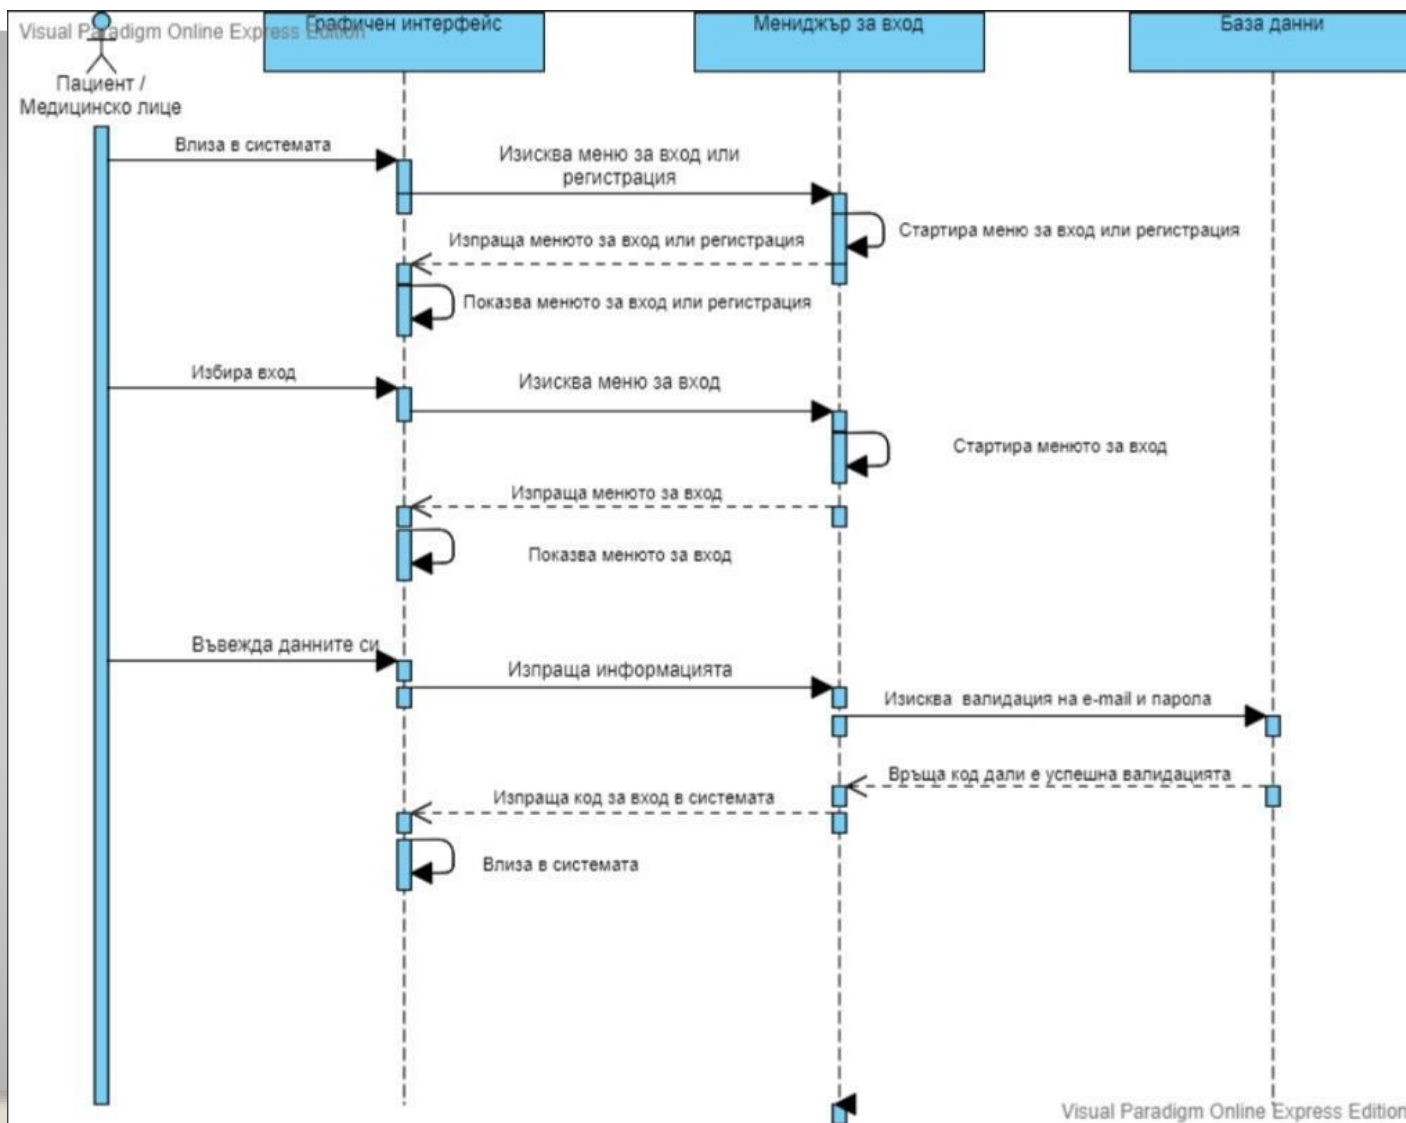 Visual Paradigm Online Express Edition
Графичен интерфейс
Мениджър за вход
База данни
Пациент /
Медицинско лице
Влиза в системата
Изисква меню за вход или
регистрация
Стартира меню за вход или регистрация
Изпраща менюто за вход или регистрация
Показва менюто за вход или регистрация
Избира вход
Изисква меню за вход
Стартира менюто за вход
Изпраща менюто за вход
Показва менюто за вход
Въвежда данните си
Изпраща информацията
Изисква валидация на e-mail и парола
Връща код дали е успешна валидацията
Изпраща код за вход в системата
Влиза в системата
Visual Paradigm Online Express Edition